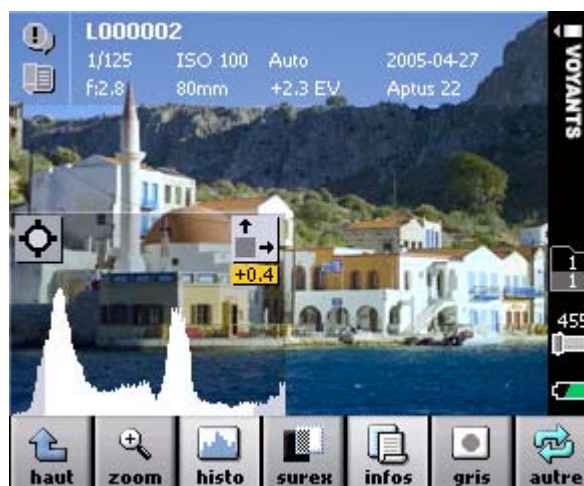 L000002
1/125 ISO 100 Auto 2005-04-27
f:2.8 80mm +2.3 EV Aptus 22
VOYANTS
+0.4
1
1
455
haut zoom histo surex infos gris autre